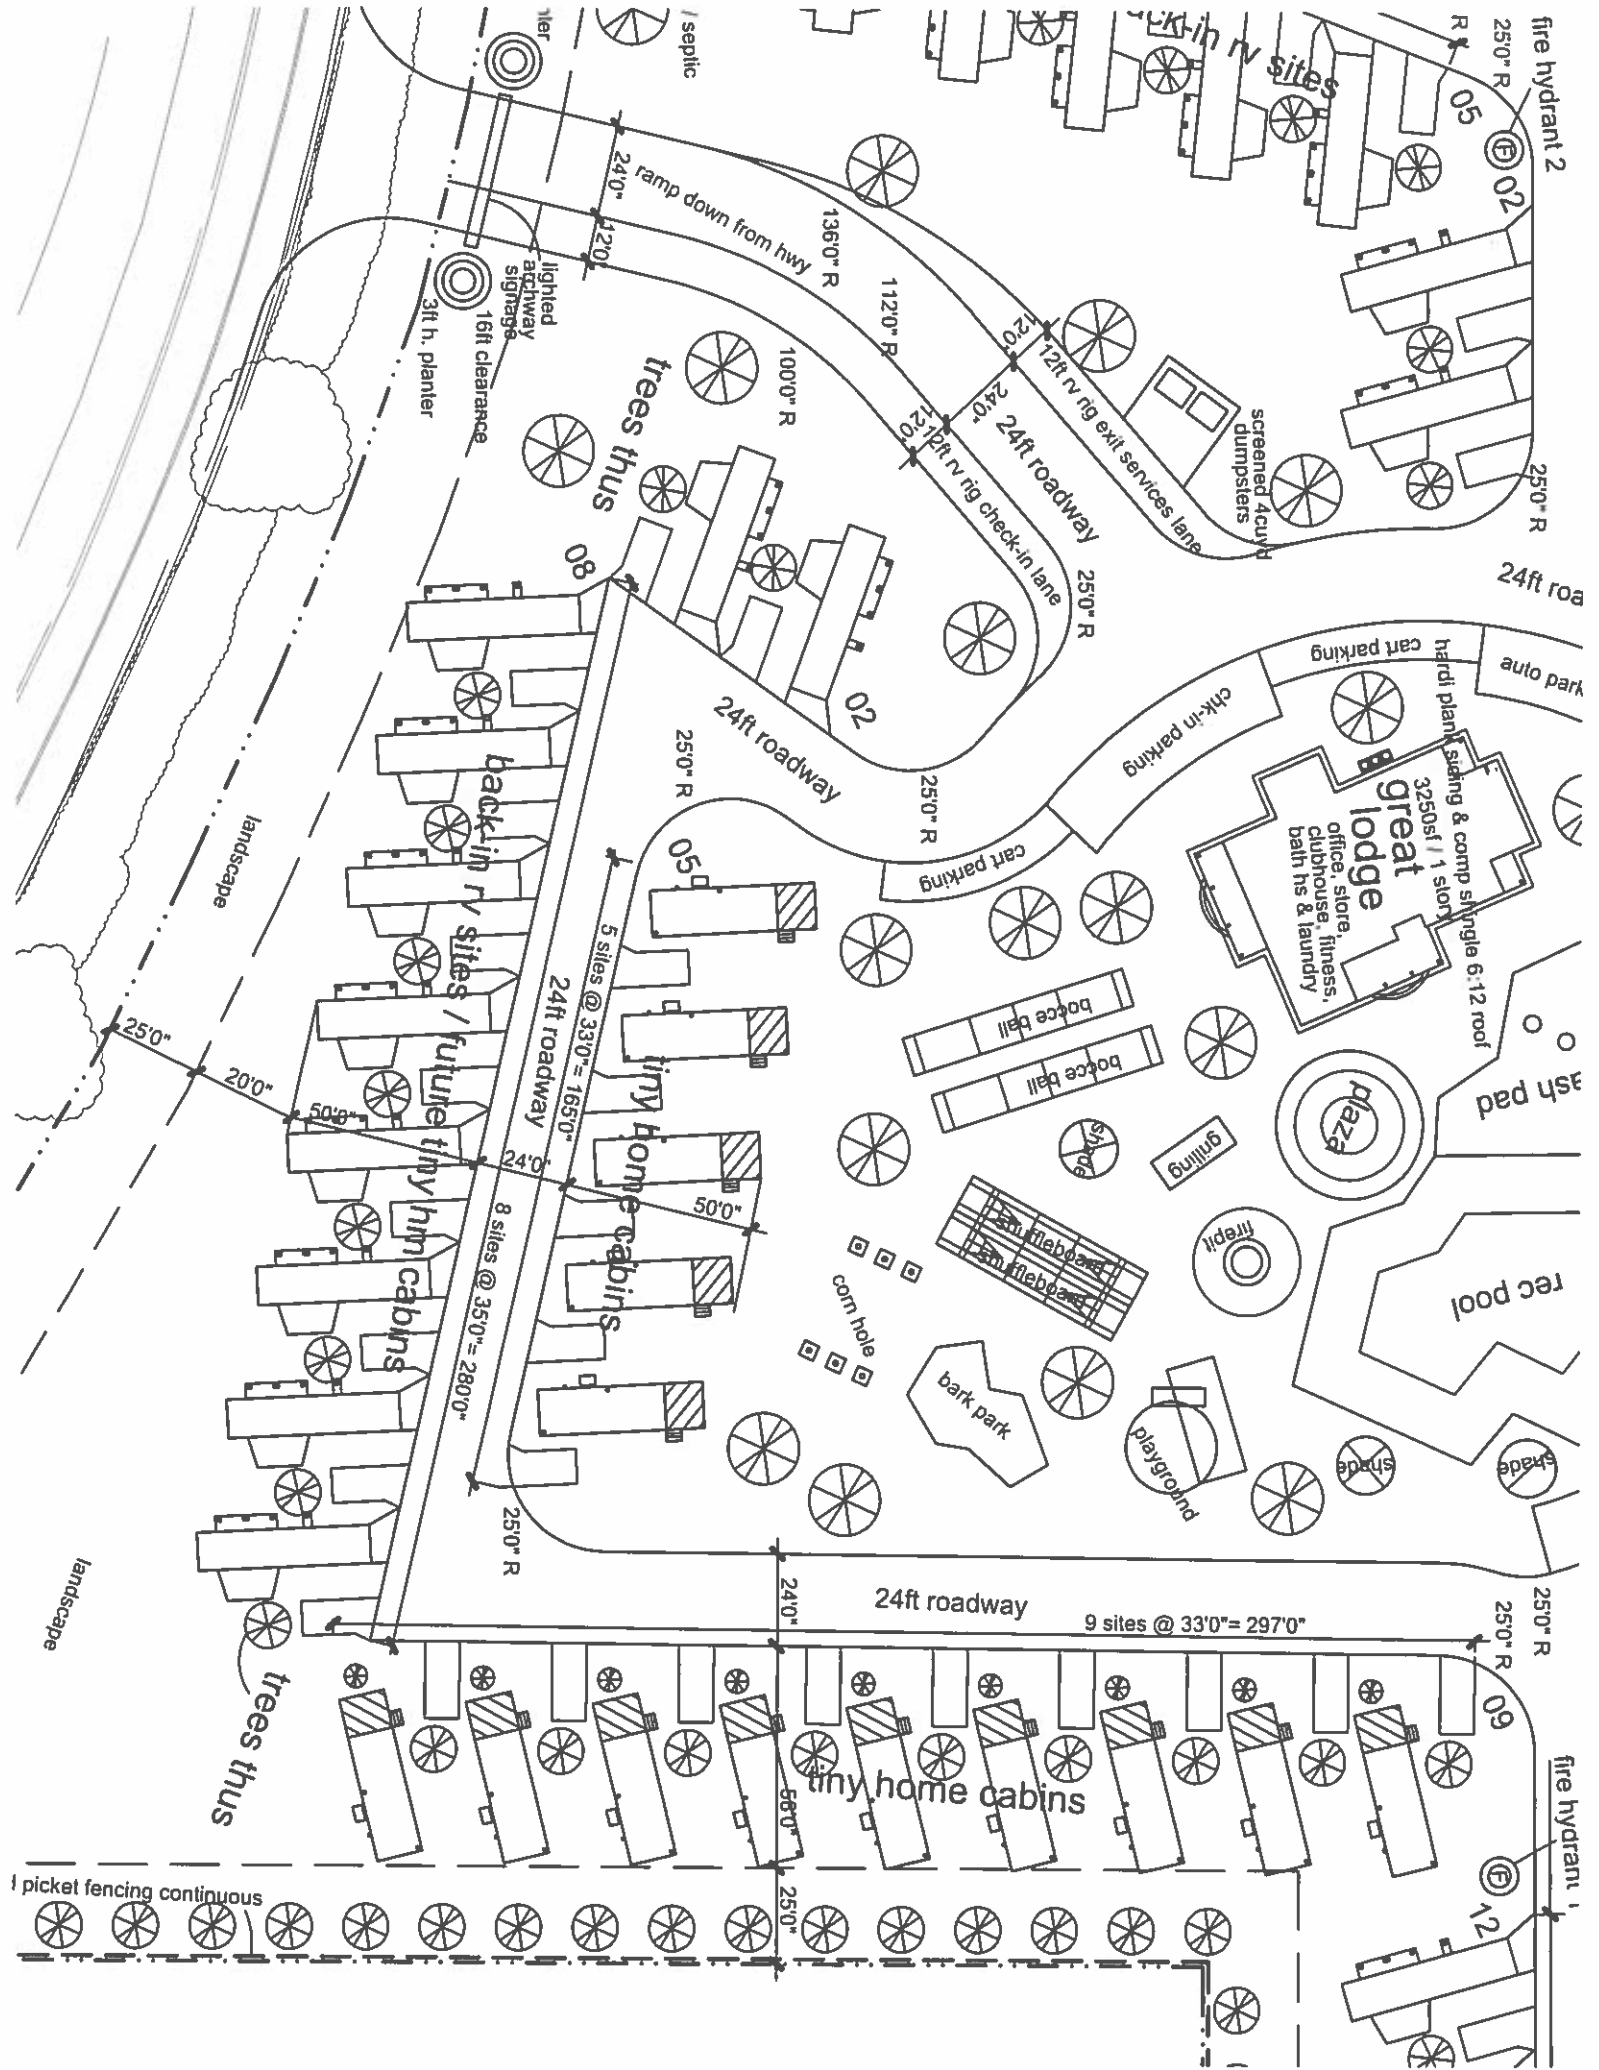 / septic
back-in rv sites
R
25'0" R
fire hydrant 2
05
02
24'0"
ramp down from hwy
12'0"
136'0" R
112'0" R
100'0" R
lighted
archway
signage
16ft clearance
3ft h. planter
12'0"
12ft rv rig exit services lane
24'0"
24ft roadway
12'0"
12ft rv rig check-in lane
screened 4cuyd
dumpsters
25'0" R
trees thus
08
25'0" R
24ft roa
02
24ft roadway
25'0" R
25'0" R
chk-in parking
cart parking
auto park
cart parking
hardi plank siding & comp shingle 6:12 roof
3250sf / 1 story
great
lodge
office, store,
clubhouse, fitness,
bath hs & laundry
landscape
back-in rv sites / future tiny hm cabins
05
5 sites @ 33'0"= 165'0"
24ft roadway
tiny home cabins
8 sites @ 35'0"= 280'0"
25'0"
20'0"
50'0"
24'0"
50'0"
bocce ball
bocce ball
shade
grilling
plaza
ash pad
shuffleboard
shuffleboard
firepit
rec pool
corn hole
bark park
playground
shade
shade
25'0" R
landscape
24'0"
24ft roadway
9 sites @ 33'0"= 297'0"
25'0" R
25'0" R
09
trees thus
tiny home cabins
50'0"
fire hydrant
picket fencing continuous
25'0"
12